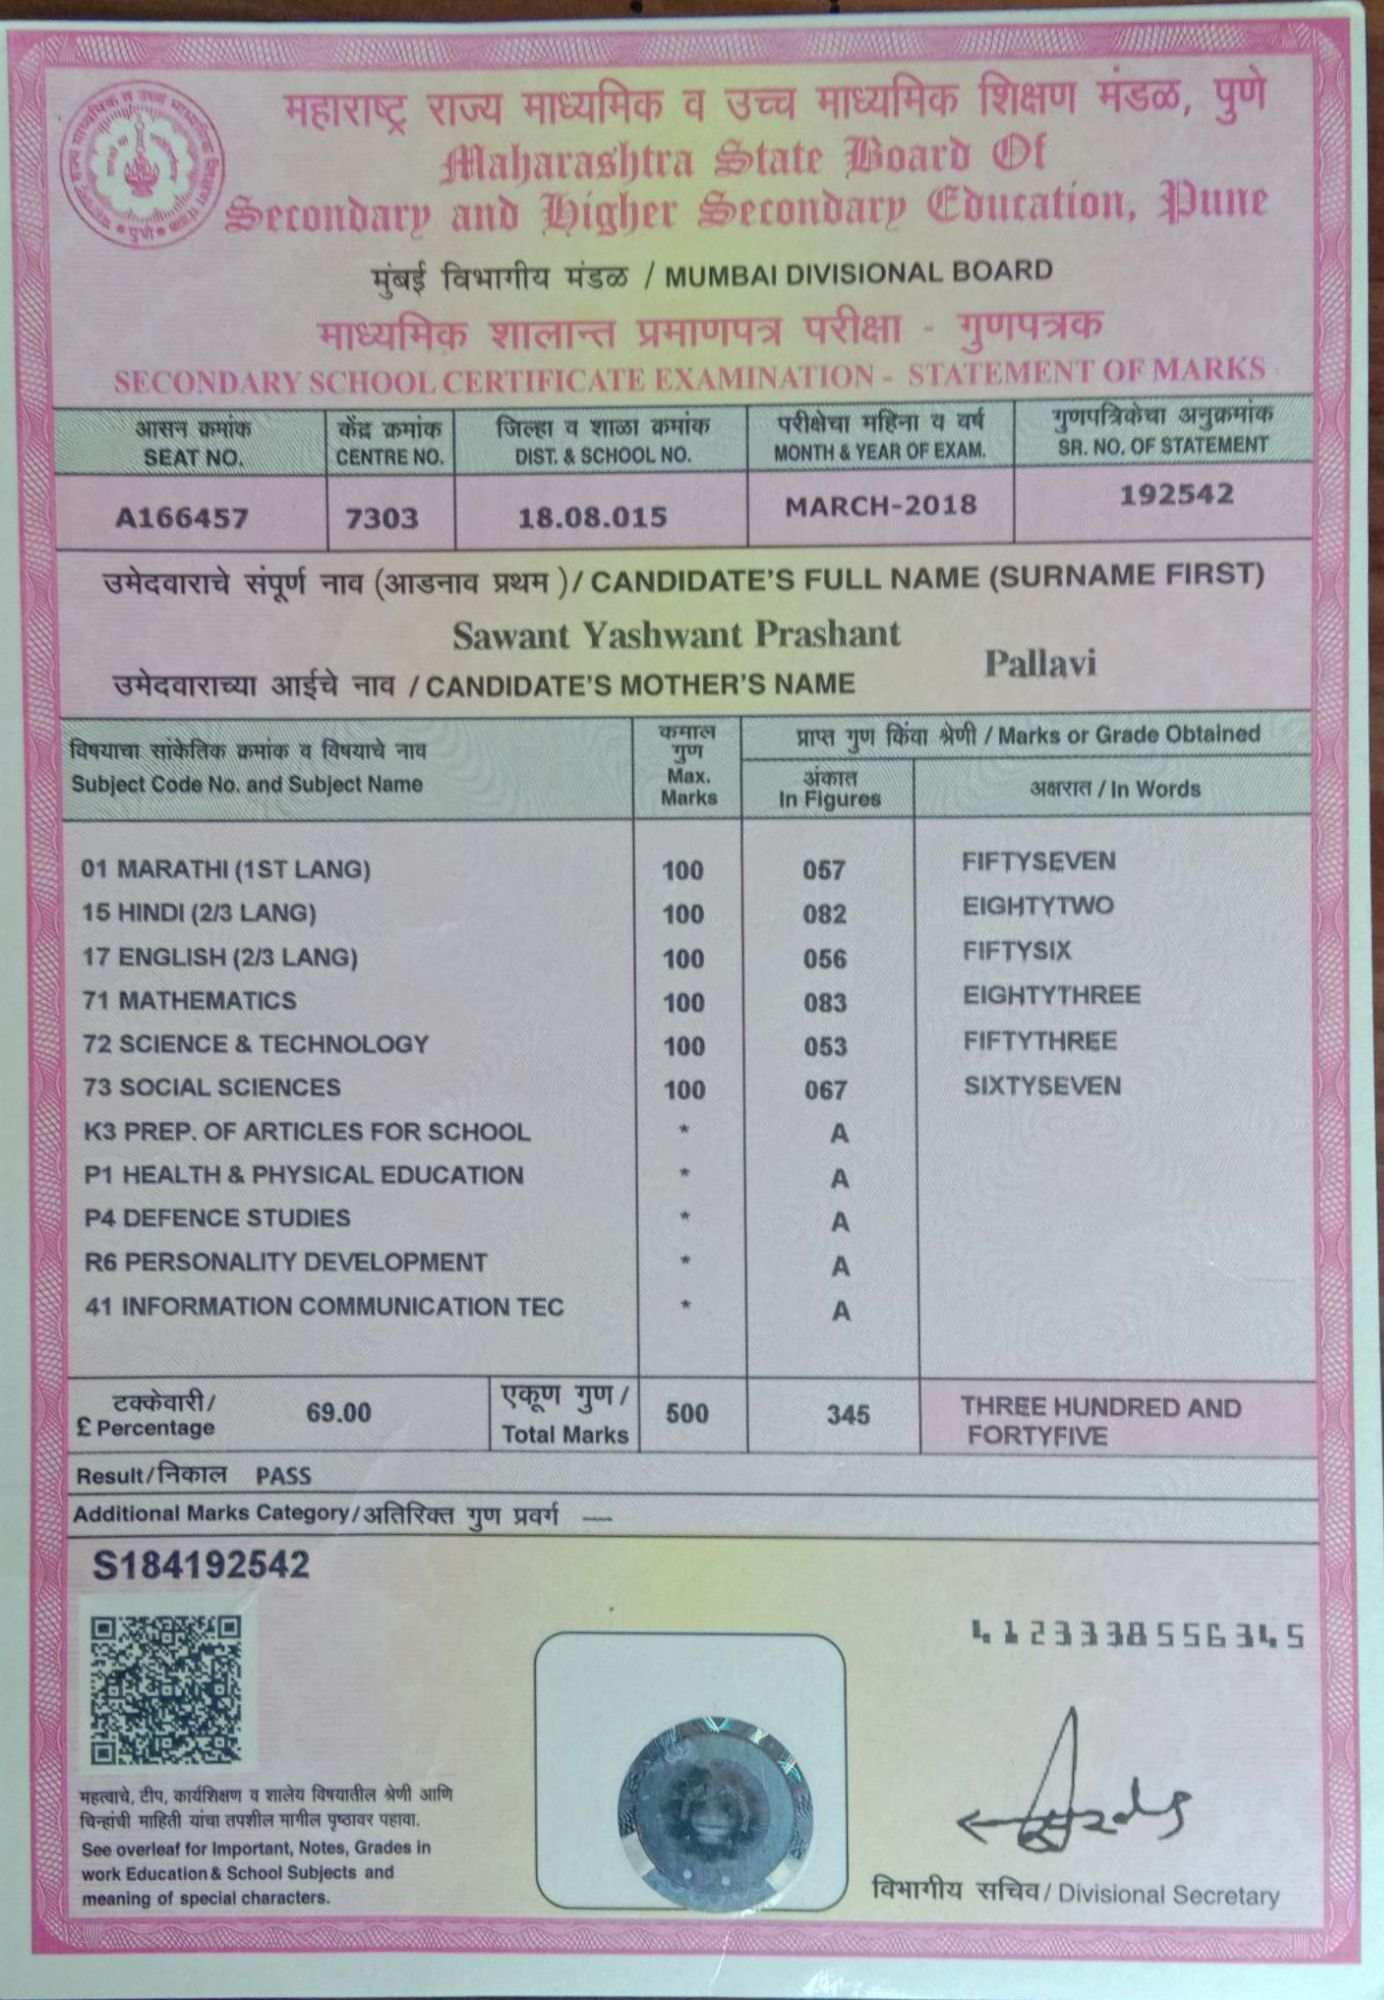 महाराष्ट्र राज्य माध्यमिक व उच्च माध्यमिक शिक्षण मंडळ, पुणे
Maharashtra State Board Of
Secondary and Higher Secondary Education, Pune
मुंबई विभागीय मंडळ / MUMBAI DIVISIONAL BOARD
माध्यमिक शालान्त प्रमाणपत्र परीक्षा - गुणपत्रक
SECONDARY SCHOOL CERTIFICATE EXAMINATION - STATEMENT OF MARKS
आसन क्रमांक केंद्र क्रमांक जिल्हा व शाळा क्रमांक परीक्षेचा महिना व वर्ष गुणपत्रिकेचा अनुक्रमांक
SEAT NO. CENTRE NO. DIST. & SCHOOL NO. MONTH & YEAR OF EXAM. SR. NO. OF STATEMENT
A166457 7303 18.08.015 MARCH-2018 192542
उमेदवाराचे संपूर्ण नाव (आडनाव प्रथम )/ CANDIDATE'S FULL NAME (SURNAME FIRST)
Sawant Yashwant Prashant
Pallavi
उमेदवाराच्या आईचे नाव / CANDIDATE'S MOTHER'S NAME
विषयाचा सांकेतिक क्रमांक व विषयाचे नाव
Subject Code No. and Subject Name
कमाल
गुण
Max.
Marks
प्राप्त गुण किंवा श्रेणी / Marks or Grade Obtained
अंकात
In Figures
अक्षरात / In Words
01 MARATHI (1ST LANG) 100 057 FIFTYSEVEN
15 HINDI (2/3 LANG) 100 082 EIGHTYTWO
17 ENGLISH (2/3 LANG) 100 056 FIFTYSIX
71 MATHEMATICS 100 083 EIGHTYTHREE
72 SCIENCE & TECHNOLOGY 100 053 FIFTYTHREE
73 SOCIAL SCIENCES 100 067 SIXTYSEVEN
K3 PREP. OF ARTICLES FOR SCHOOL * A
P1 HEALTH & PHYSICAL EDUCATION * A
P4 DEFENCE STUDIES * A
R6 PERSONALITY DEVELOPMENT * A
41 INFORMATION COMMUNICATION TEC * A
टक्केवारी/
£ Percentage
69.00
एकूण गुण /
Total Marks
500 345
THREE HUNDRED AND
FORTYFIVE
Result/निकाल PASS
Additional Marks Category/अतिरिक्त गुण प्रवर्ग —
S184192542
4123338556345
महत्वाचे, टीप, कार्यशिक्षण व शालेय विषयातील श्रेणी आणि
चिन्हांची माहिती यांचा तपशील मागील पृष्ठावर पहावा.
See overleaf for Important, Notes, Grades in
work Education & School Subjects and
meaning of special characters.
विभागीय सचिव/ Divisional Secretary